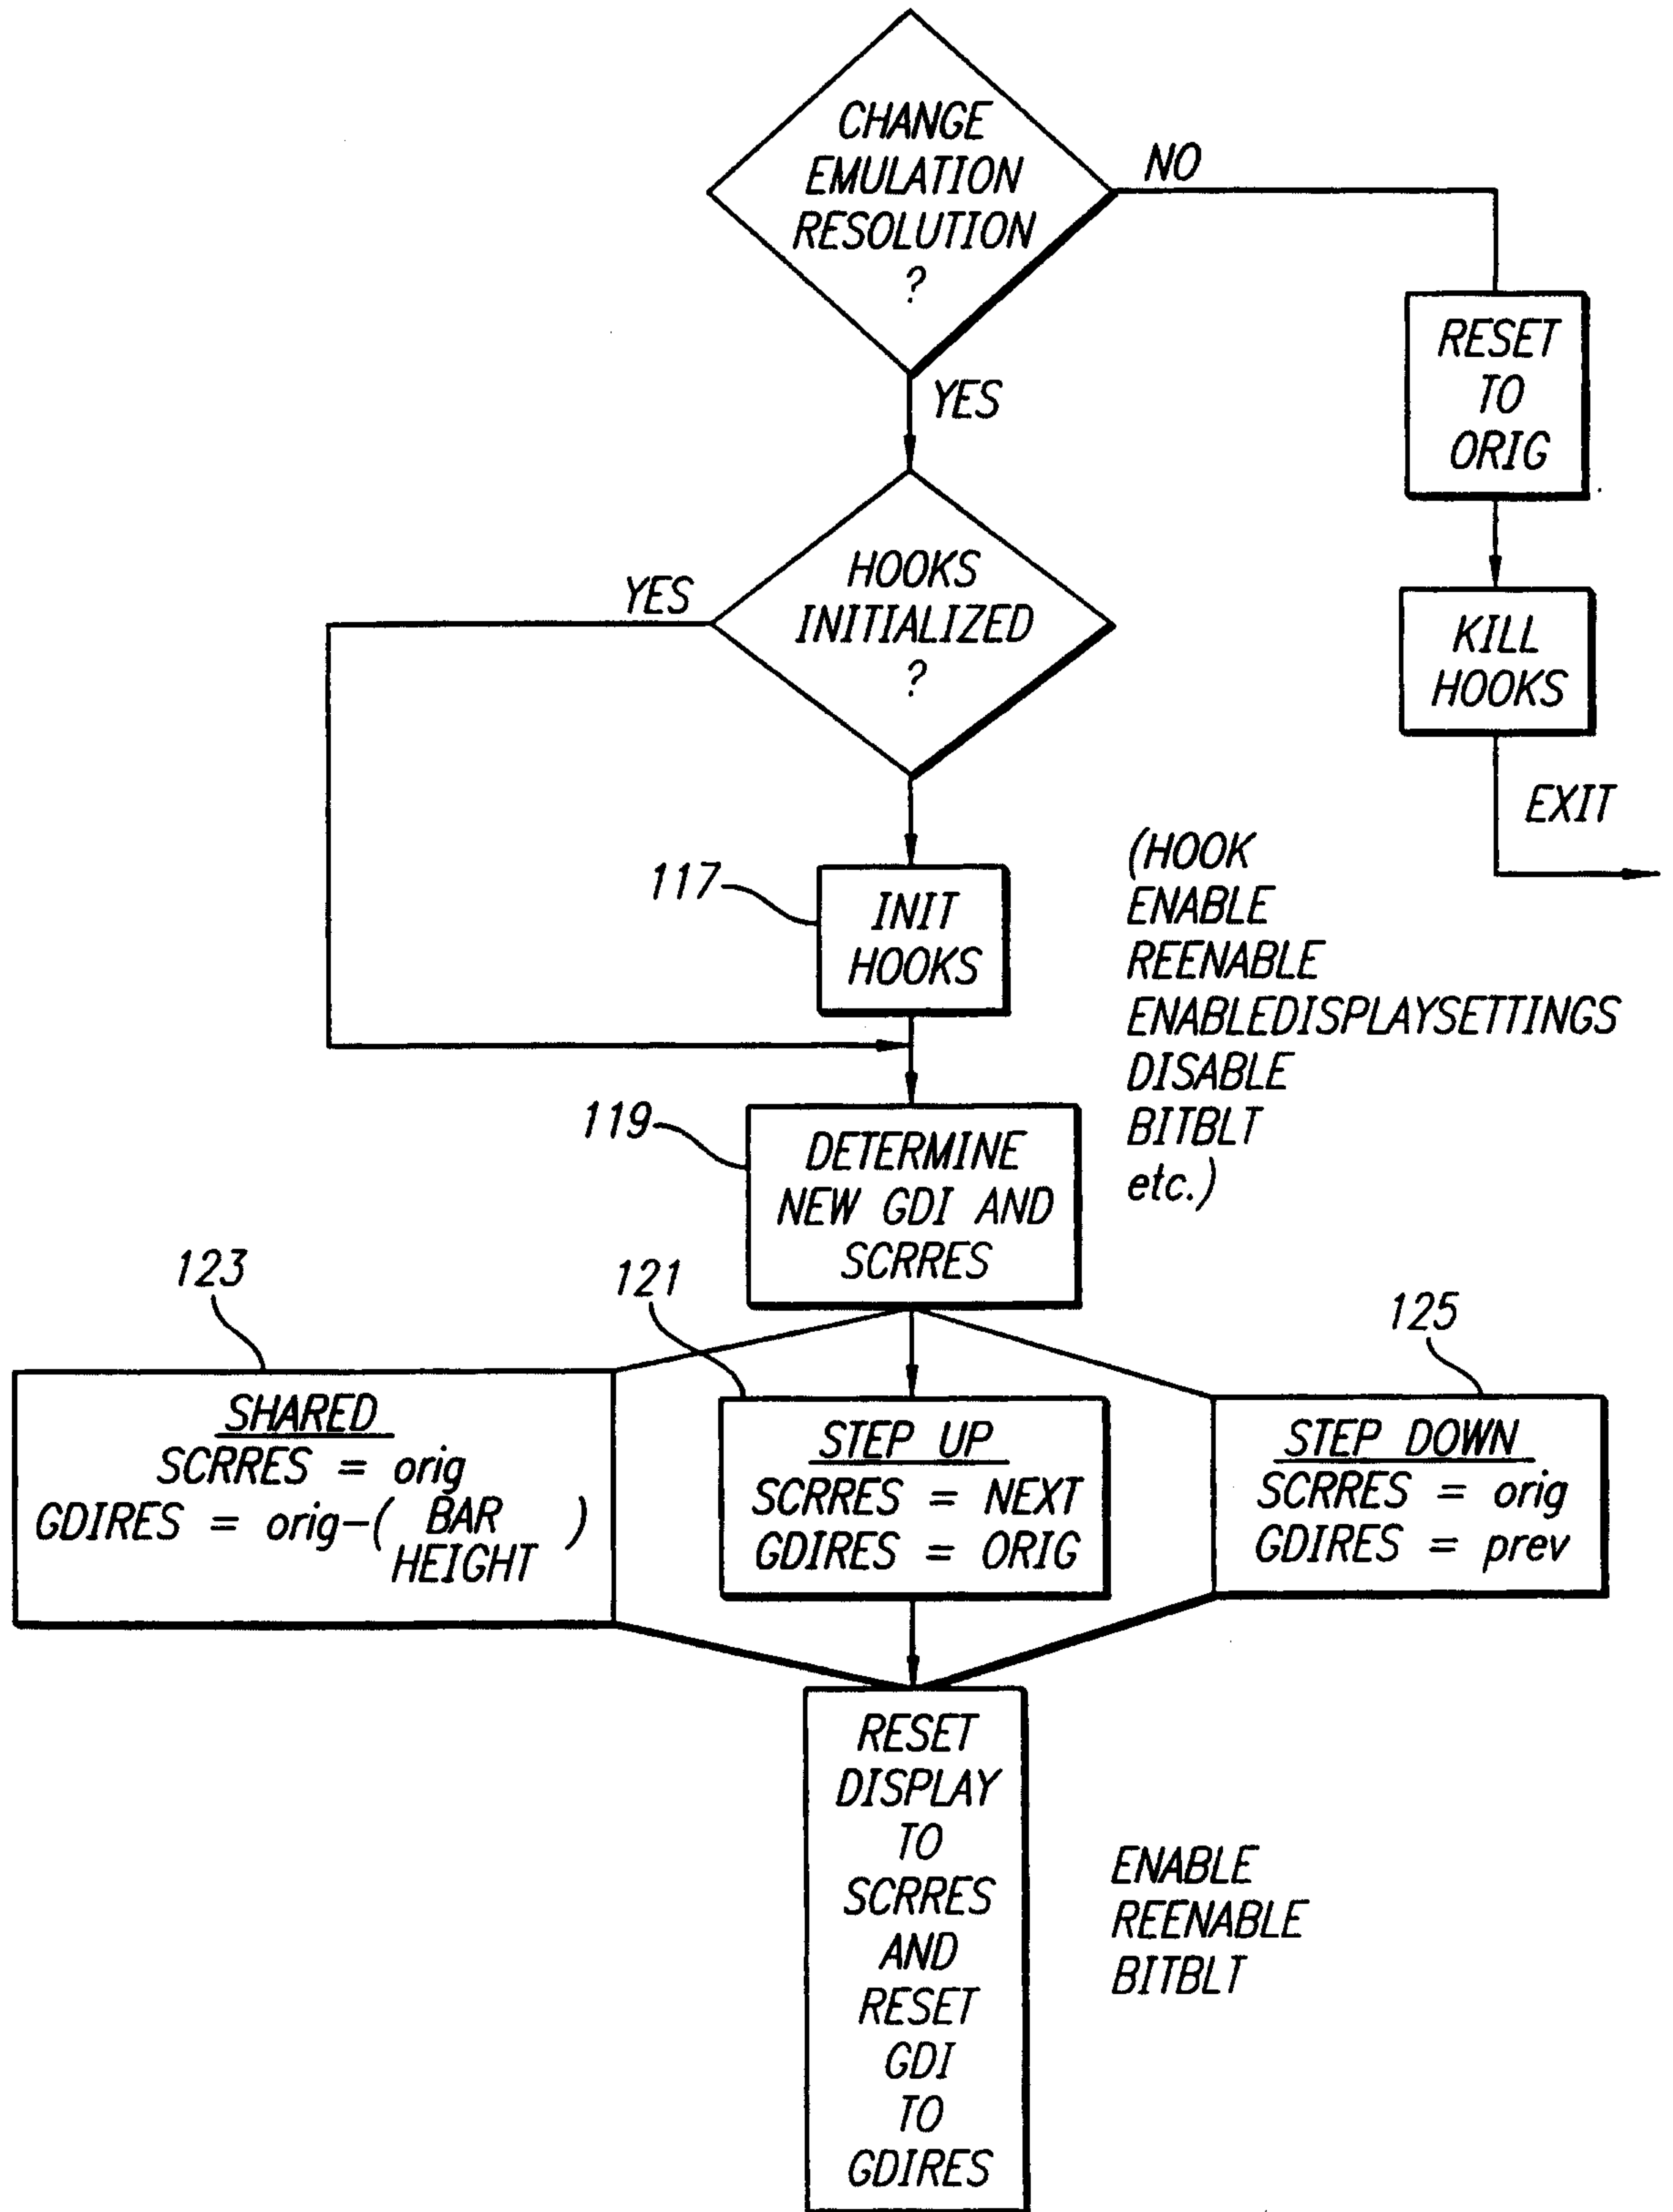 CHANGE
EMULATION
RESOLUTION
?
NO
YES
RESET
TO
ORIG
HOOKS
INITIALIZED
?
YES
KILL
HOOKS
EXIT
117
INIT
HOOKS
(HOOK
ENABLE
REENABLE
ENABLEDISPLAYSETTINGS
DISABLE
BITBLT
etc.)
119
DETERMINE
NEW GDI AND
SCRRES
123
SHARED
SCRRES = orig
GDIRES = orig-( BAR )
HEIGHT
121
STEP UP
SCRRES = NEXT
GDIRES = ORIG
125
STEP DOWN
SCRRES = orig
GDIRES = prev
RESET
DISPLAY
TO
SCRRES
AND
RESET
GDI
TO
GDIRES
ENABLE
REENABLE
BITBLT